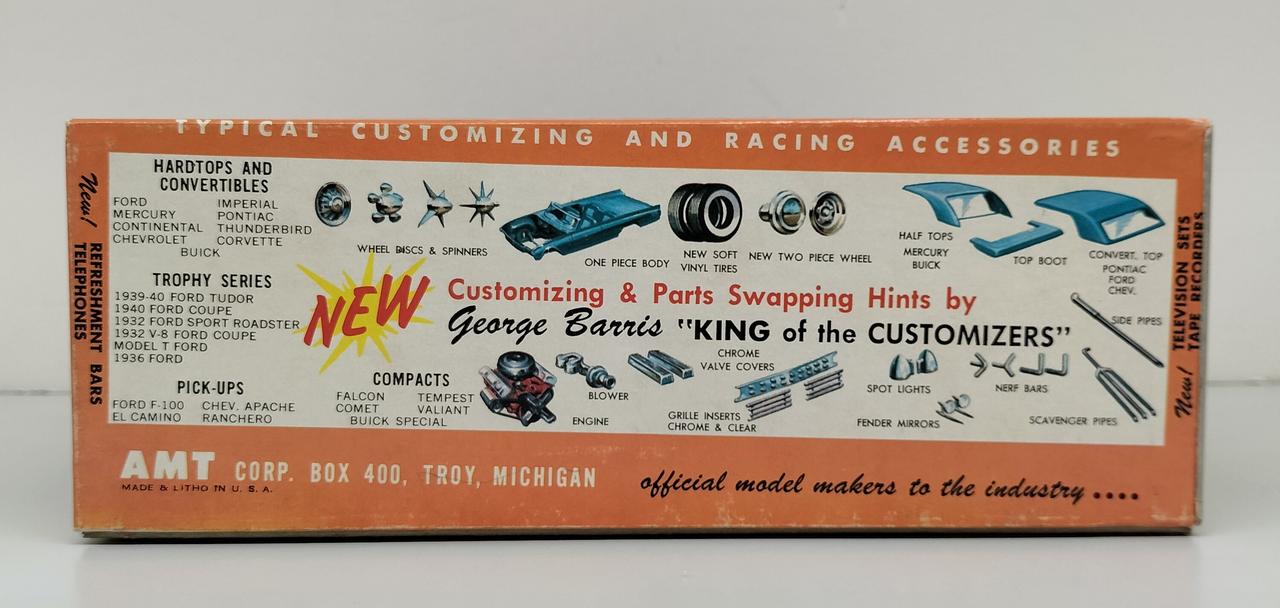 TYPICAL CUSTOMIZING AND RACING ACCESSORIES
New! REFRESHMENT BARS
TELEPHONES
HARDTOPS AND
CONVERTIBLES
FORD IMPERIAL
MERCURY PONTIAC
CONTINENTAL THUNDERBIRD
CHEVROLET CORVETTE
BUICK
TROPHY SERIES
1939-40 FORD TUDOR
1940 FORD COUPE
1932 FORD SPORT ROADSTER
1932 V-8 FORD COUPE
MODEL T FORD
1936 FORD
PICK-UPS
FORD F-100 CHEV. APACHE
EL CAMINO RANCHERO
COMPACTS
FALCON TEMPEST
COMET VALIANT
BUICK SPECIAL
WHEEL DISCS & SPINNERS
ONE PIECE BODY
NEW SOFT
VINYL TIRES
NEW TWO PIECE WHEEL
HALF TOPS
MERCURY
BUICK
TOP BOOT
CONVERT. TOP
PONTIAC
FORD
CHEV.
NEW
Customizing & Parts Swapping Hints by
George Barris "KING of the CUSTOMIZERS"
SIDE PIPES
ENGINE
BLOWER
CHROME
VALVE COVERS
GRILLE INSERTS
CHROME & CLEAR
SPOT LIGHTS
FENDER MIRRORS
NERF BARS
SCAVENGER PIPES
New! TELEVISION SETS
TAPE RECORDERS
AMT CORP. BOX 400, TROY, MICHIGAN
MADE & LITHO IN U. S. A.
official model makers to the industry ....